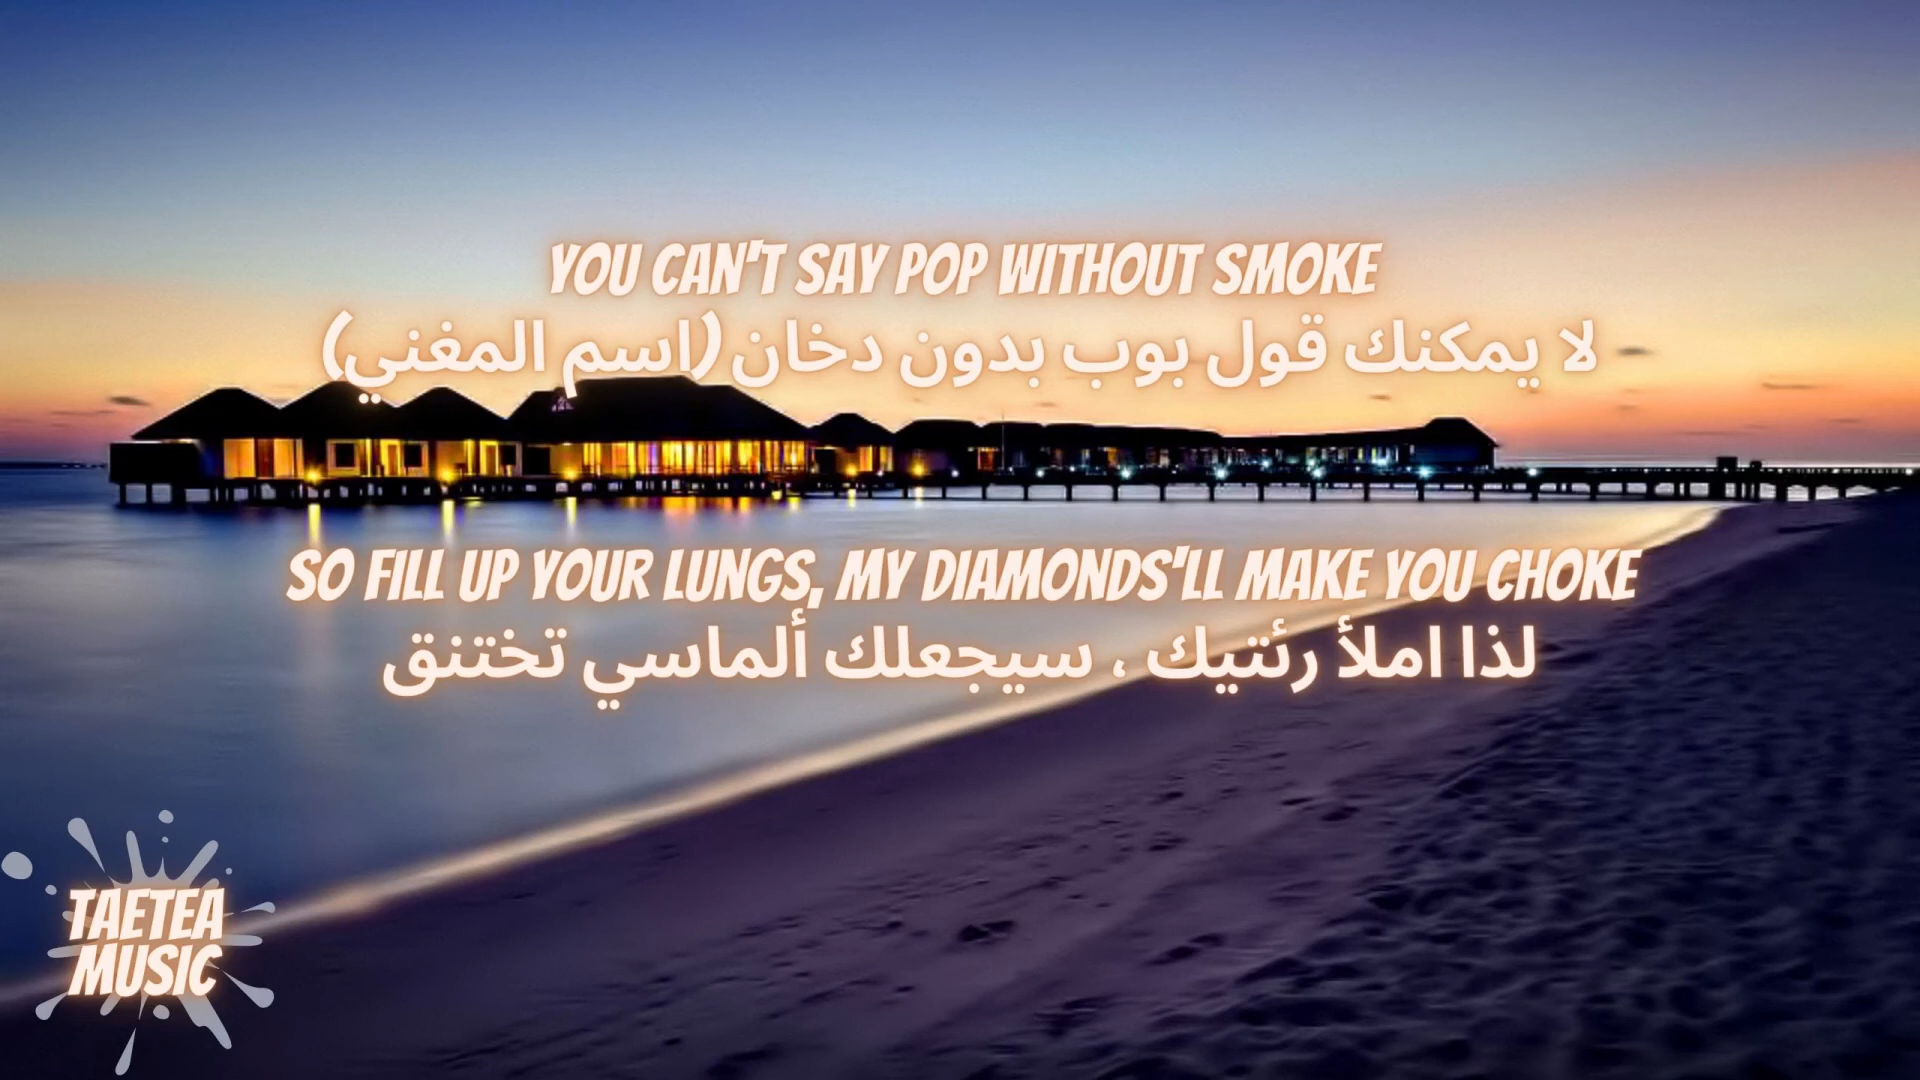 YOU CAN'T SAY POP WITHOUT SMOKE
لا يمكنك قول بوب بدون دخان (اسم المغني)
SO FILL UP YOUR LUNGS, MY DIAMONDS'LL MAKE YOU CHOKE
لذا املأ رئتيك ، سيجعلك ألماسي تختنق
TAETEA
MUSIC